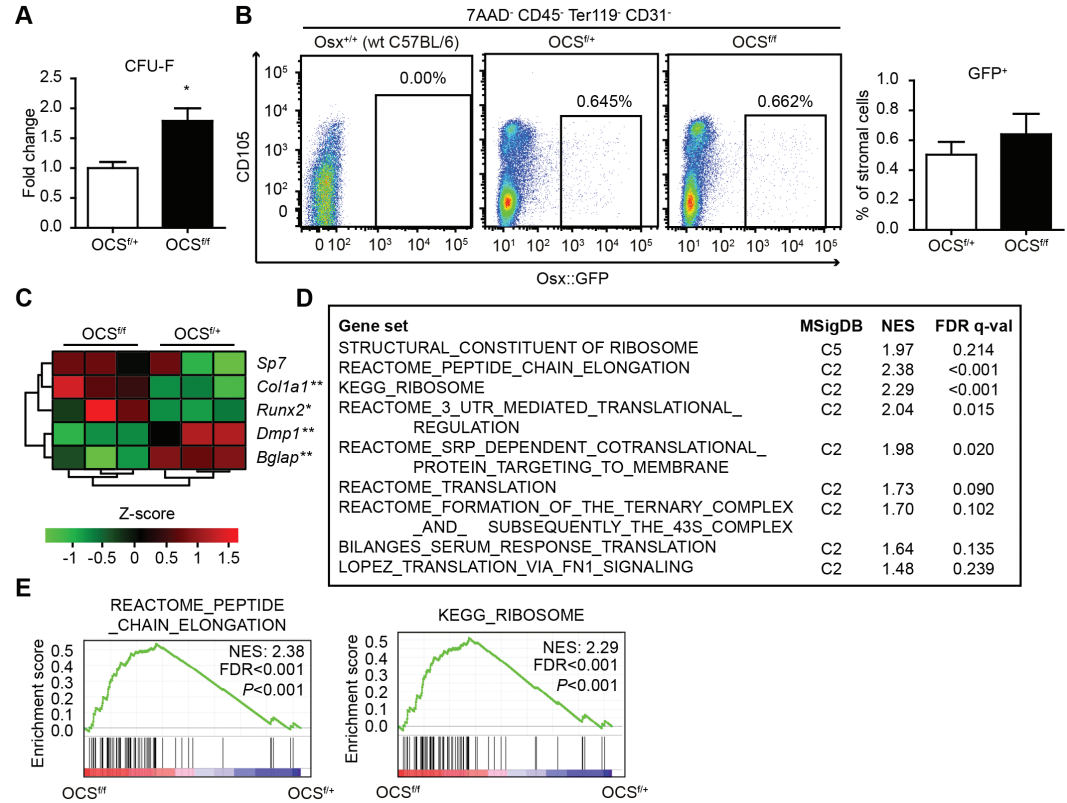 A
CFU-F
Fold change
2.5
2.0
1.5
1.0
0.5
0.0
*
OCSf/+
OCSf/f
B
7AAD- CD45- Ter119- CD31-
Osx+/+ (wt C57BL/6)
OCSf/+
OCSf/f
CD105
10⁵
10⁴
10³
10²
0
0.00%
0.645%
0.662%
0 10² 10³ 10⁴ 10⁵
10¹ 10² 10³ 10⁴ 10⁵
10¹ 10² 10³ 10⁴ 10⁵
Osx::GFP
GFP+
% of stromal cells
1.0
0.8
0.6
0.4
0.2
0.0
OCSf/+
OCSf/f
C
OCSf/f
OCSf/+
Sp7
Col1a1**
Runx2*
Dmp1**
Bglap**
Z-score
-1 -0.5 0 0.5 1 1.5
D
Gene set MSigDB NES FDR q-val
STRUCTURAL_CONSTITUENT OF RIBOSOME C5 1.97 0.214
REACTOME_PEPTIDE_CHAIN_ELONGATION C2 2.38 <0.001
KEGG_RIBOSOME C2 2.29 <0.001
REACTOME_3_UTR_MEDIATED_TRANSLATIONAL_ C2 2.04 0.015
REGULATION
REACTOME_SRP_DEPENDENT_COTRANSLATIONAL_ C2 1.98 0.020
PROTEIN_TARGETING_TO_MEMBRANE
REACTOME_TRANSLATION C2 1.73 0.090
REACTOME_FORMATION_OF_THE_TERNARY_COMPLEX C2 1.70 0.102
_AND_ SUBSEQUENTLY_THE_43S_COMPLEX
BILANGES_SERUM_RESPONSE_TRANSLATION C2 1.64 0.135
LOPEZ_TRANSLATION_VIA_FN1_SIGNALING C2 1.48 0.239
E
REACTOME_PEPTIDE
_CHAIN_ELONGATION
Enrichment score
0.5
0.4
0.3
0.2
0.1
0.0
NES: 2.38
FDR<0.001
P<0.001
OCSf/f
OCSf/+
KEGG_RIBOSOME
Enrichment score
0.5
0.4
0.3
0.2
0.1
0.0
NES: 2.29
FDR<0.001
P<0.001
OCSf/f
OCSf/+